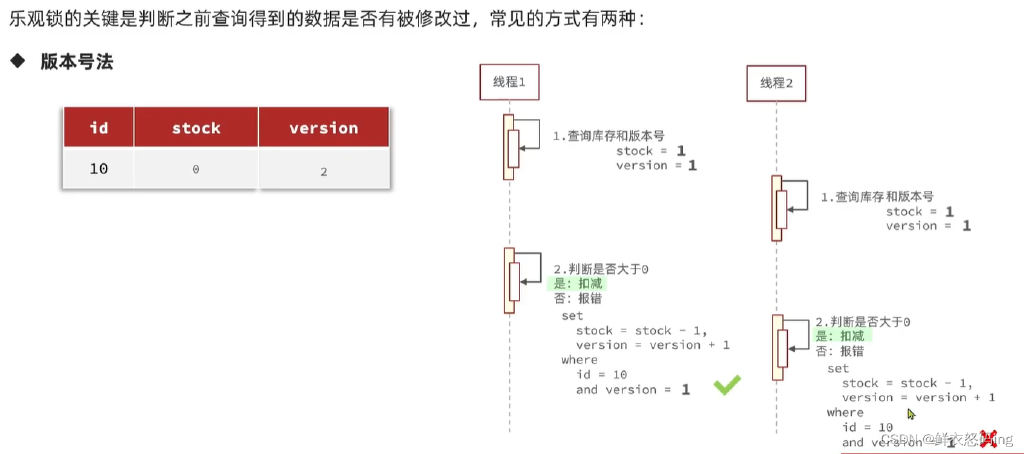 乐观锁的关键是判断之前查询得到的数据是否有被修改过，常见的方式有两种：
◆ 版本号法
id stock version
10 0 2
线程1
1.查询库存和版本号
stock = 1
version = 1
2.判断是否大于0
是：扣减
否：报错
set
stock = stock - 1,
version = version + 1
where
id = 10
and version = 1
线程2
1.查询库存和版本号
stock = 1
version = 1
2.判断是否大于0
是：扣减
否：报错
set
stock = stock - 1,
version = version + 1
where
id = 10
and version = 1
CSDN @鲜衣怒ing